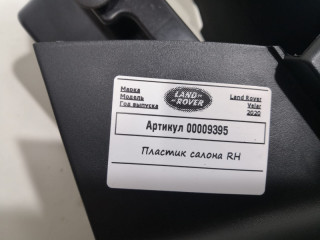 Марка
Модель
Год выпуска
LAND-
-ROVER
Land Rover
Velar
2020
Артикул 00009395
Пластик салона RH